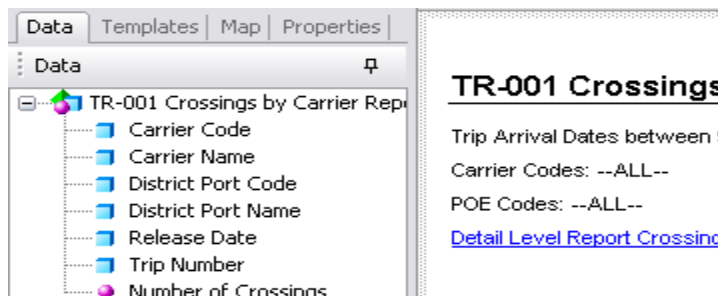 Data Templates Map Properties
Data
TR-001 Crossings by Carrier
Carrier Code
Carrier Name
District Port Code
District Port Name
Release Date
Trip Number
Number of Crossings
TR-001 Crossings
Trip Arrival Dates between
Carrier Codes: --ALL--
POE Codes: --ALL--
Detail Level Report